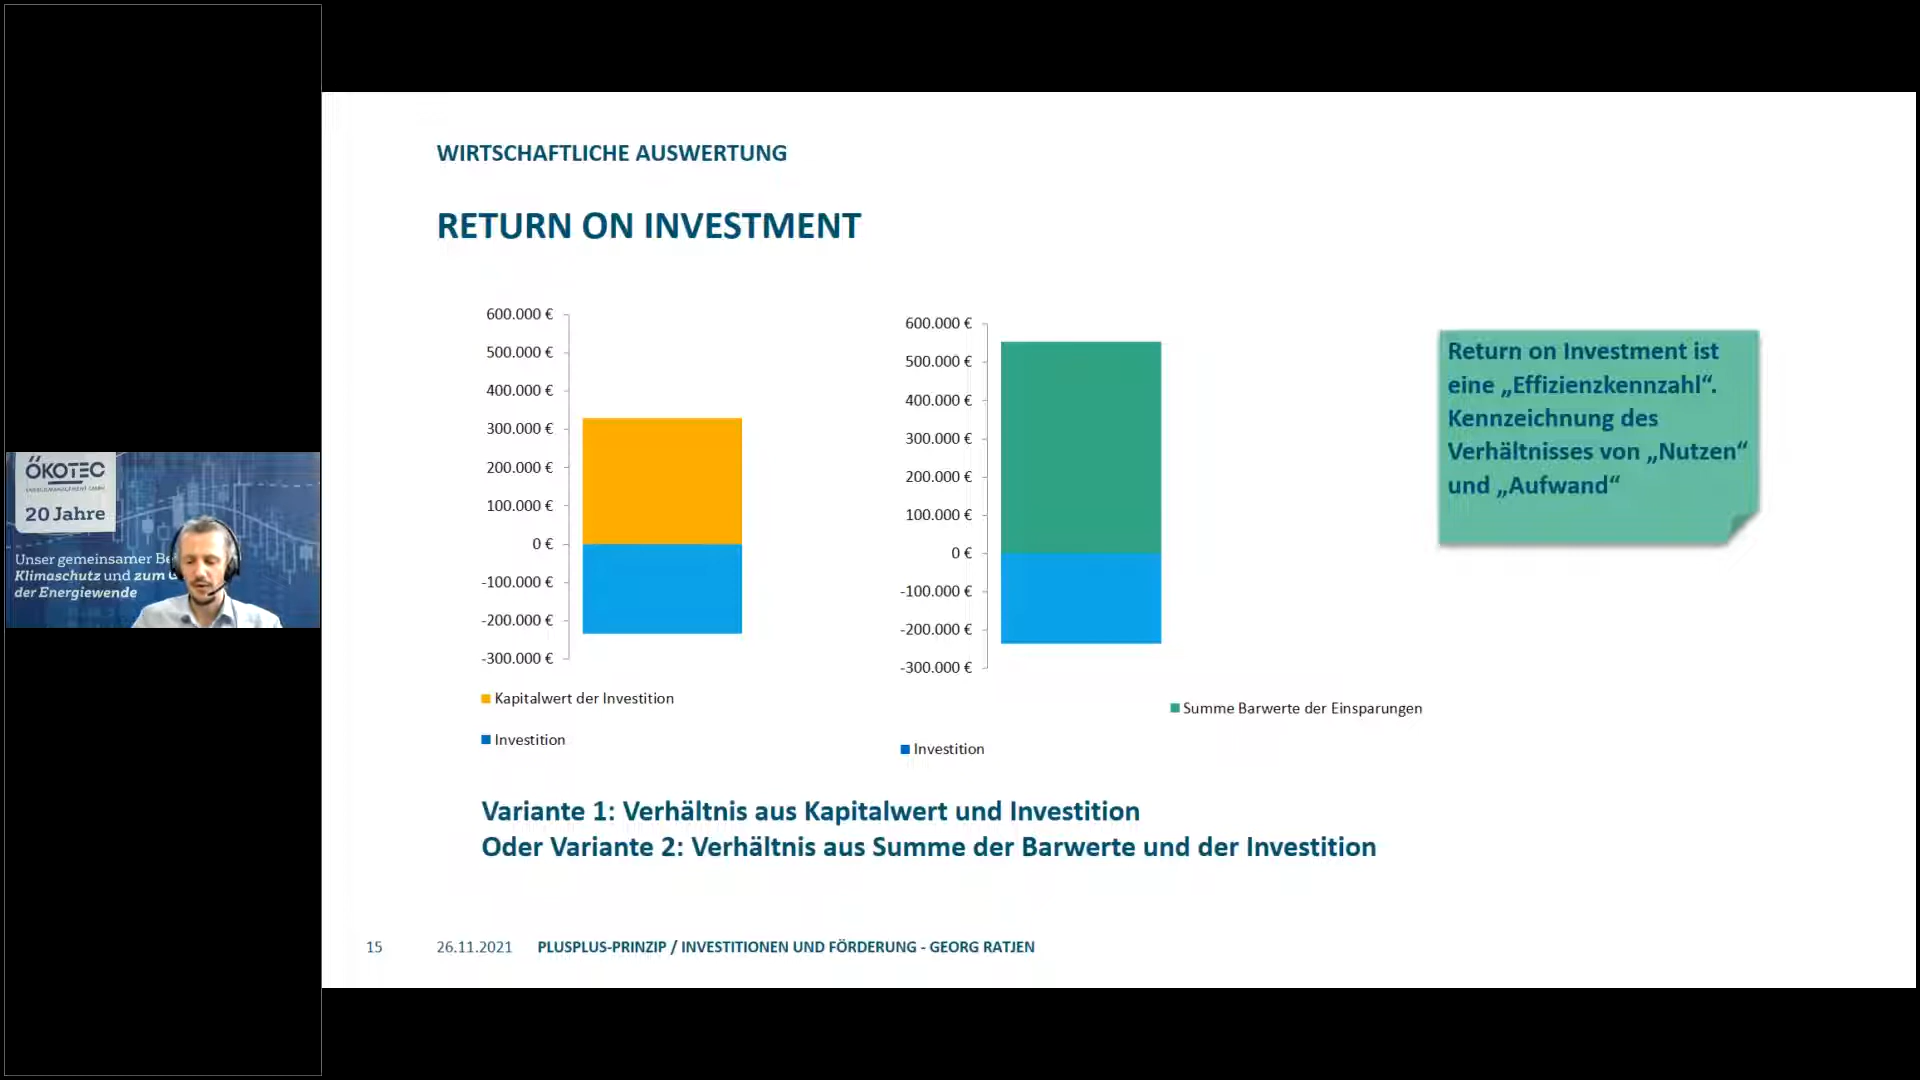 WIRTSCHAFTLICHE AUSWERTUNG
RETURN ON INVESTMENT
600.000 €
500.000 €
400.000 €
300.000 €
200.000 €
100.000 €
0 €
-100.000 €
-200.000 €
-300.000 €
Kapitalwert der Investition
Investition
600.000 €
500.000 €
400.000 €
300.000 €
200.000 €
100.000 €
0 €
-100.000 €
-200.000 €
-300.000 €
Summe Barwerte der Einsparungen
Investition
Return on Investment ist
eine „Effizienzkennzahl“.
Kennzeichnung des
Verhältnisses von „Nutzen“
und „Aufwand“
Variante 1: Verhältnis aus Kapitalwert und Investition
Oder Variante 2: Verhältnis aus Summe der Barwerte und der Investition
15 26.11.2021 PLUSPLUS-PRINZIP / INVESTITIONEN UND FÖRDERUNG - GEORG RATJEN
ÖKOTEC
ENERGIEMANAGEMENT GMBH
20 Jahre
Unser gemeinsamer
Klimaschutz und zum
der Energiewende